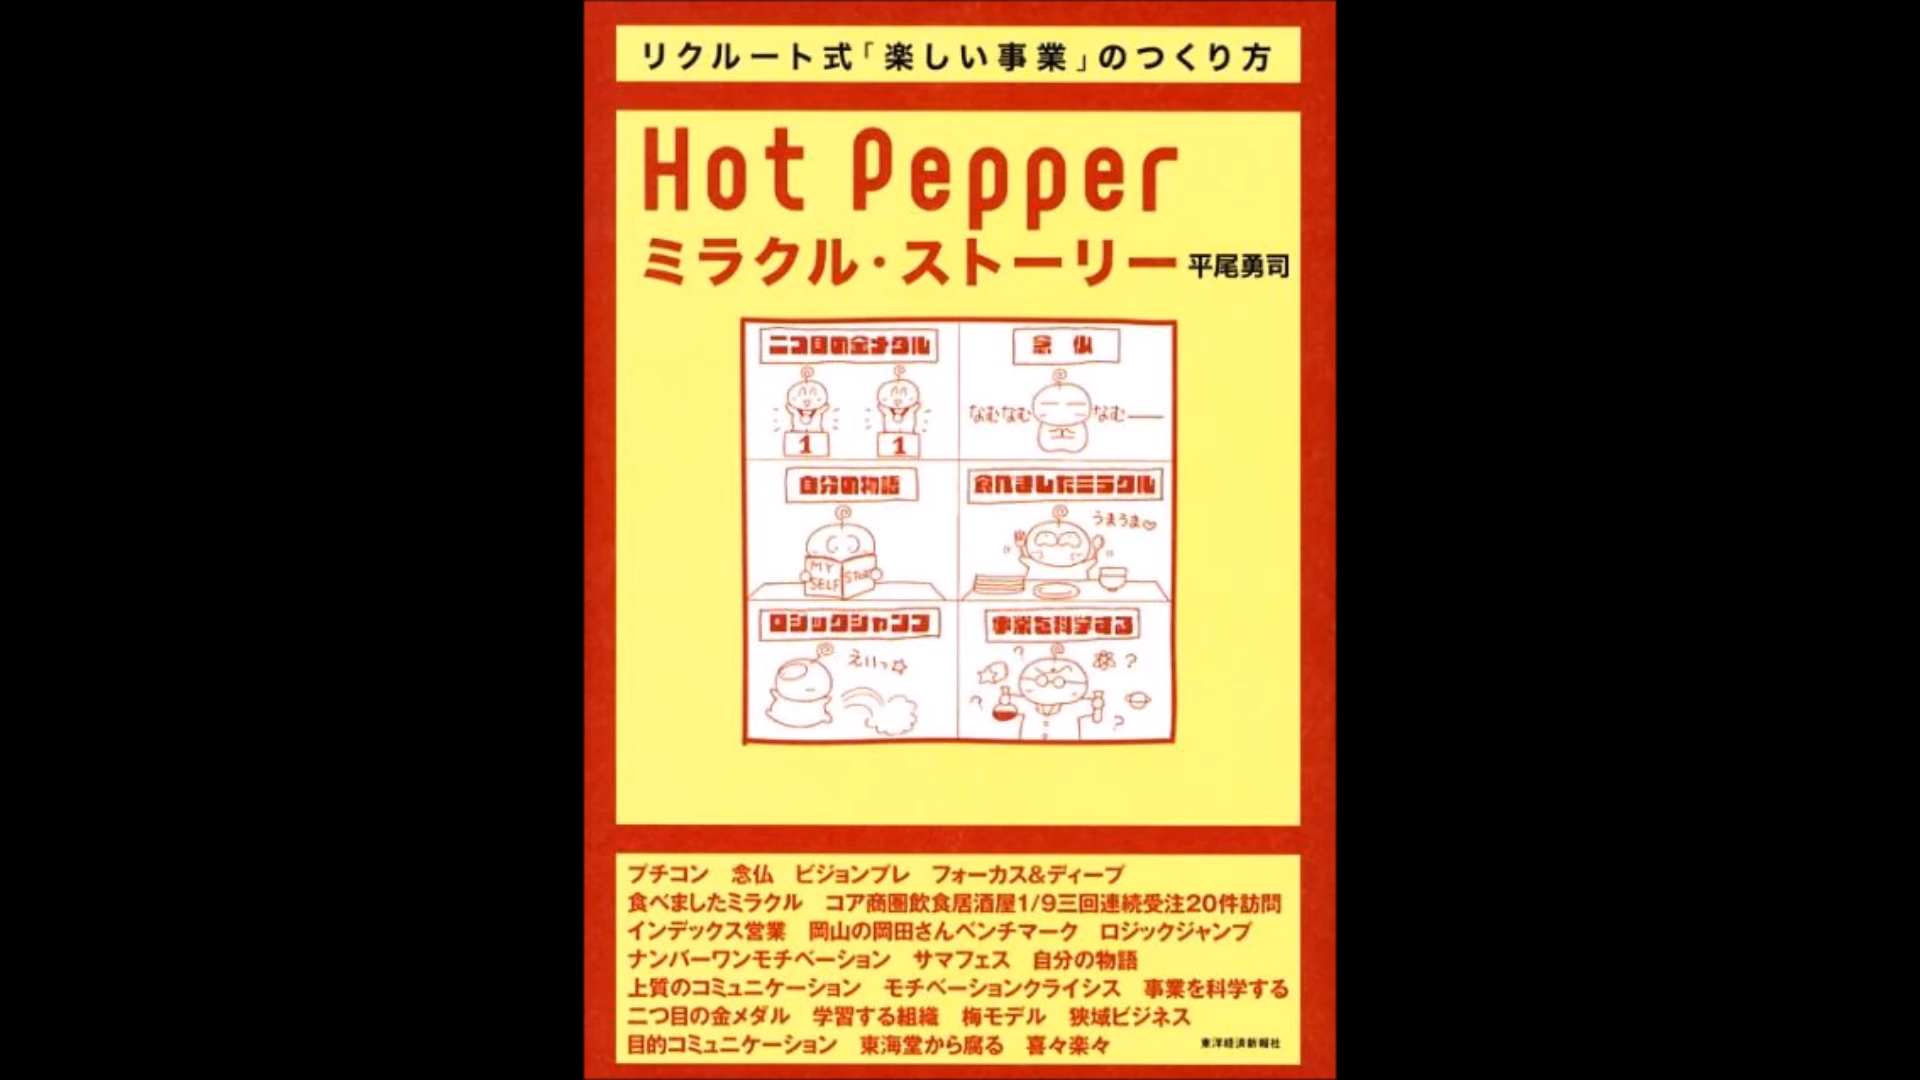 リクルート式「楽しい事業」のつくり方
Hot Pepper
ミラクル・ストーリー 平尾勇司
二つ目の金メダル
念 仏
1 1
なむなむ なむ——
自分の物語
食べましたミラクル
MY SELF STORY
うまうま♡
ロジックジャンプ
事業を科学する
えいっ☆
? ? ? ?
プチコン 念仏 ビジョンプレ フォーカス&ディープ
食べましたミラクル コア商圏飲食居酒屋1/9三回連続受注20件訪問
インデックス営業 岡山の岡田さんベンチマーク ロジックジャンプ
ナンバーワンモチベーション サマフェス 自分の物語
上質のコミュニケーション モチベーションクライシス 事業を科学する
二つ目の金メダル 学習する組織 梅モデル 狭域ビジネス
目的コミュニケーション 東海堂から腐る 喜々楽々
東洋経済新報社